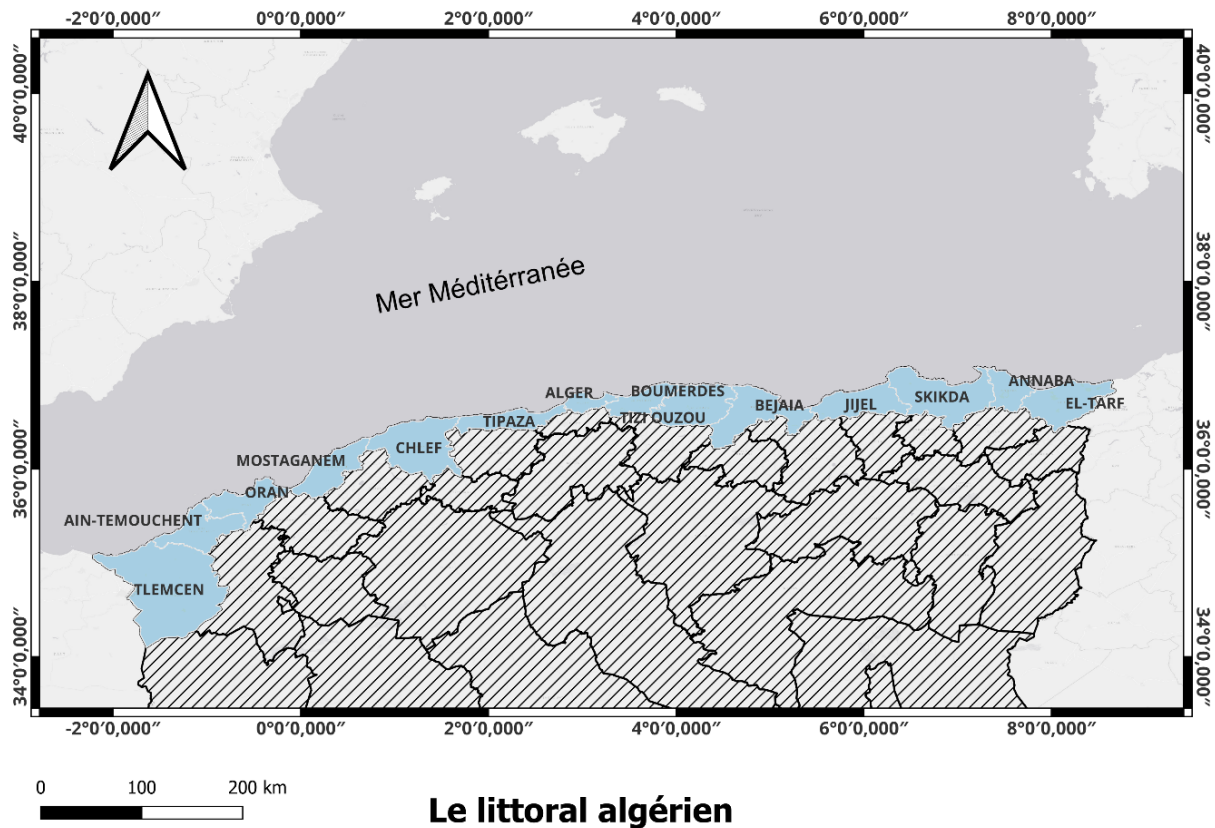 -2°0'0,000″ 0°0'0,000″ 2°0'0,000″ 4°0'0,000″ 6°0'0,000″ 8°0'0,000″
40°0'0,000″
40°0'0,000″
38°0'0,000″
38°0'0,000″
36°0'0,000″
36°0'0,000″
34°0'0,000″
34°0'0,000″
Mer Méditérranée
ALGER
BOUMERDES
ANNABA
TIPAZA
TIZI OUZOU
BEJAIA
JIJEL
SKIKDA
EL-TARF
CHLEF
MOSTAGANEM
ORAN
AIN-TEMOUCHENT
TLEMCEN
-2°0'0,000″ 0°0'0,000″ 2°0'0,000″ 4°0'0,000″ 6°0'0,000″ 8°0'0,000″
0 100 200 km
Le littoral algérien